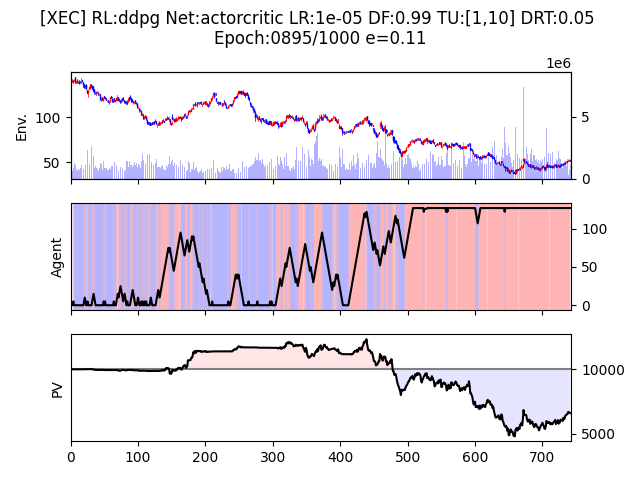 [XEC] RL:ddpg Net:actorcritic LR:1e-05 DF:0.99 TU:[1,10] DRT:0.05
Epoch:0895/1000 e=0.11
1e6
Env.
100
50
5
0
Agent
100
50
0
PV
10000
5000
0 100 200 300 400 500 600 700